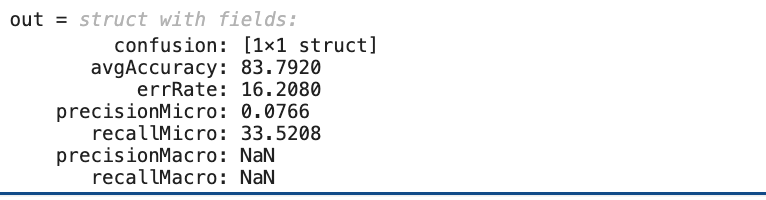 out = struct with fields:
confusion: [1×1 struct]
avgAccuracy: 83.7920
errRate: 16.2080
precisionMicro: 0.0766
recallMicro: 33.5208
precisionMacro: NaN
recallMacro: NaN